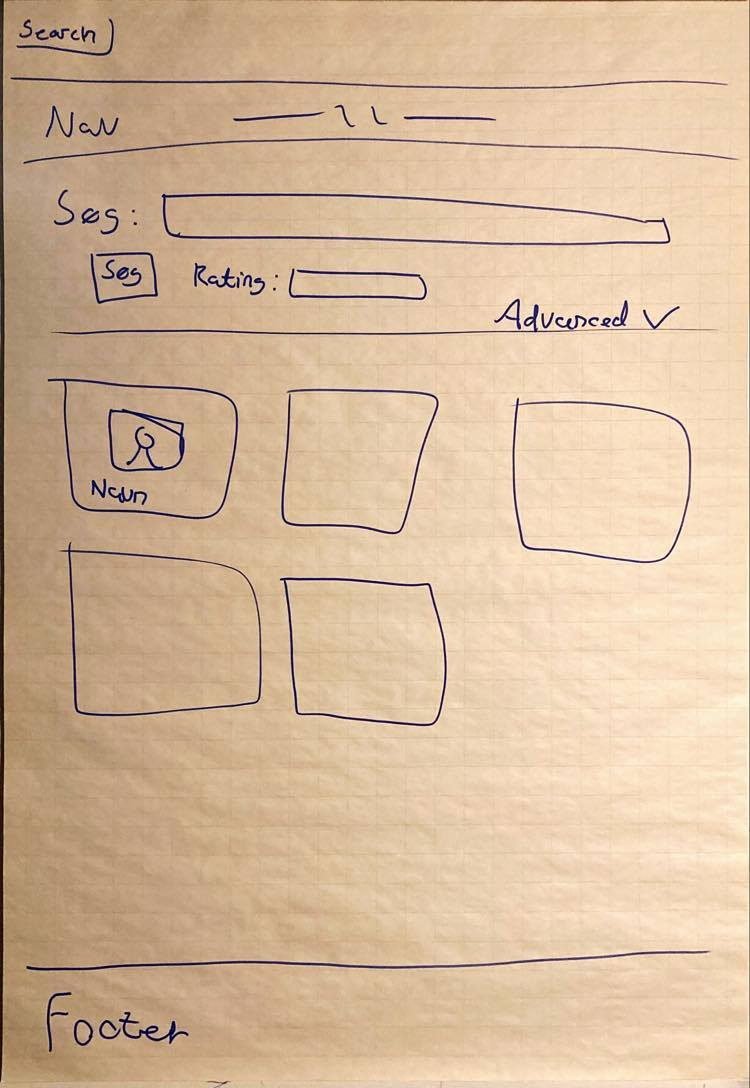 Search
Nav
Søg:
Søg Rating:
Advanced
Navn
Footer